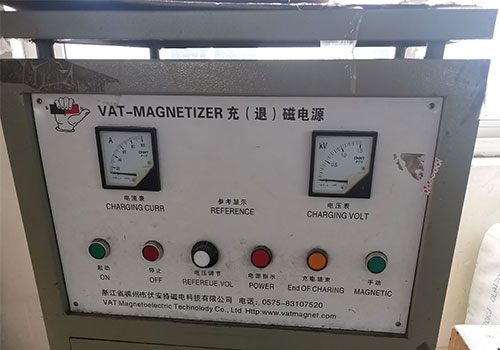 VAT-MAGNETIZER 充（退）磁电源
A
kV
电流表
CHARGING CURR
参考显示
REFERENCE
电压表
CHARGING VOLT
启动
ON
停止
OFF
电压调节
REFEREUE.VOL
电源指示
POWER
充电结束
END OF CHARING
手动
MAGNETIC
浙江省嵊州市伏安特磁电科技有限公司 电话：0575-83107520
VAT Magnetoelectric Technolody Co., Ltd Http:www.vatmagnet.com